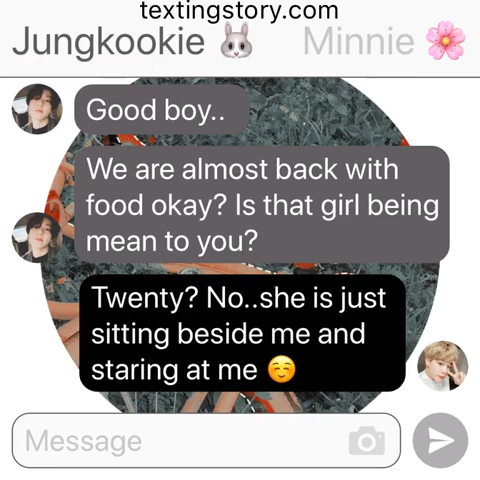 textingstory.com
Jungkookie 🐰 Minnie 🌸
Good boy..
We are almost back with
food okay? Is that girl being
mean to you?
Twenty? No..she is just
sitting beside me and
staring at me ☺️
Message